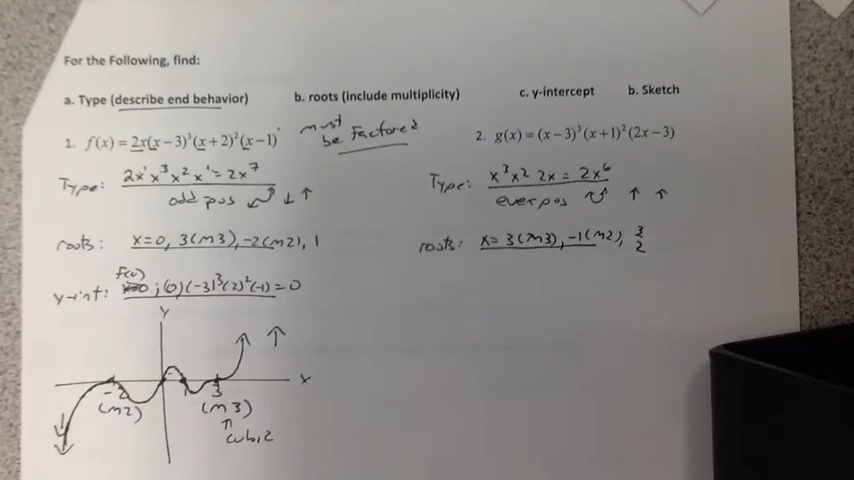 For the Following, find:
a. Type (describe end behavior) b. roots (include multiplicity) c. y-intercept b. Sketch
1. f(x) = 2x(x−3)³(x+2)²(x−1)¹ must be Factored 2. g(x) = (x−3)³(x+1)²(2x−3)
Type: 2x¹x³x²x¹ = 2x⁷
odd pos ↓ ↑
roots: x=0, 3(m3), -2(m2), 1
f(0)
y-int: (0)(-3)³(2)²(-1) = 0
Y
X
-2
(m2)
1
3
(m3)
↑
cubic
Type: x³x² 2x = 2x⁶
even pos ↑ ↑
roots: x = 3(m3), -1(m2), 3/2